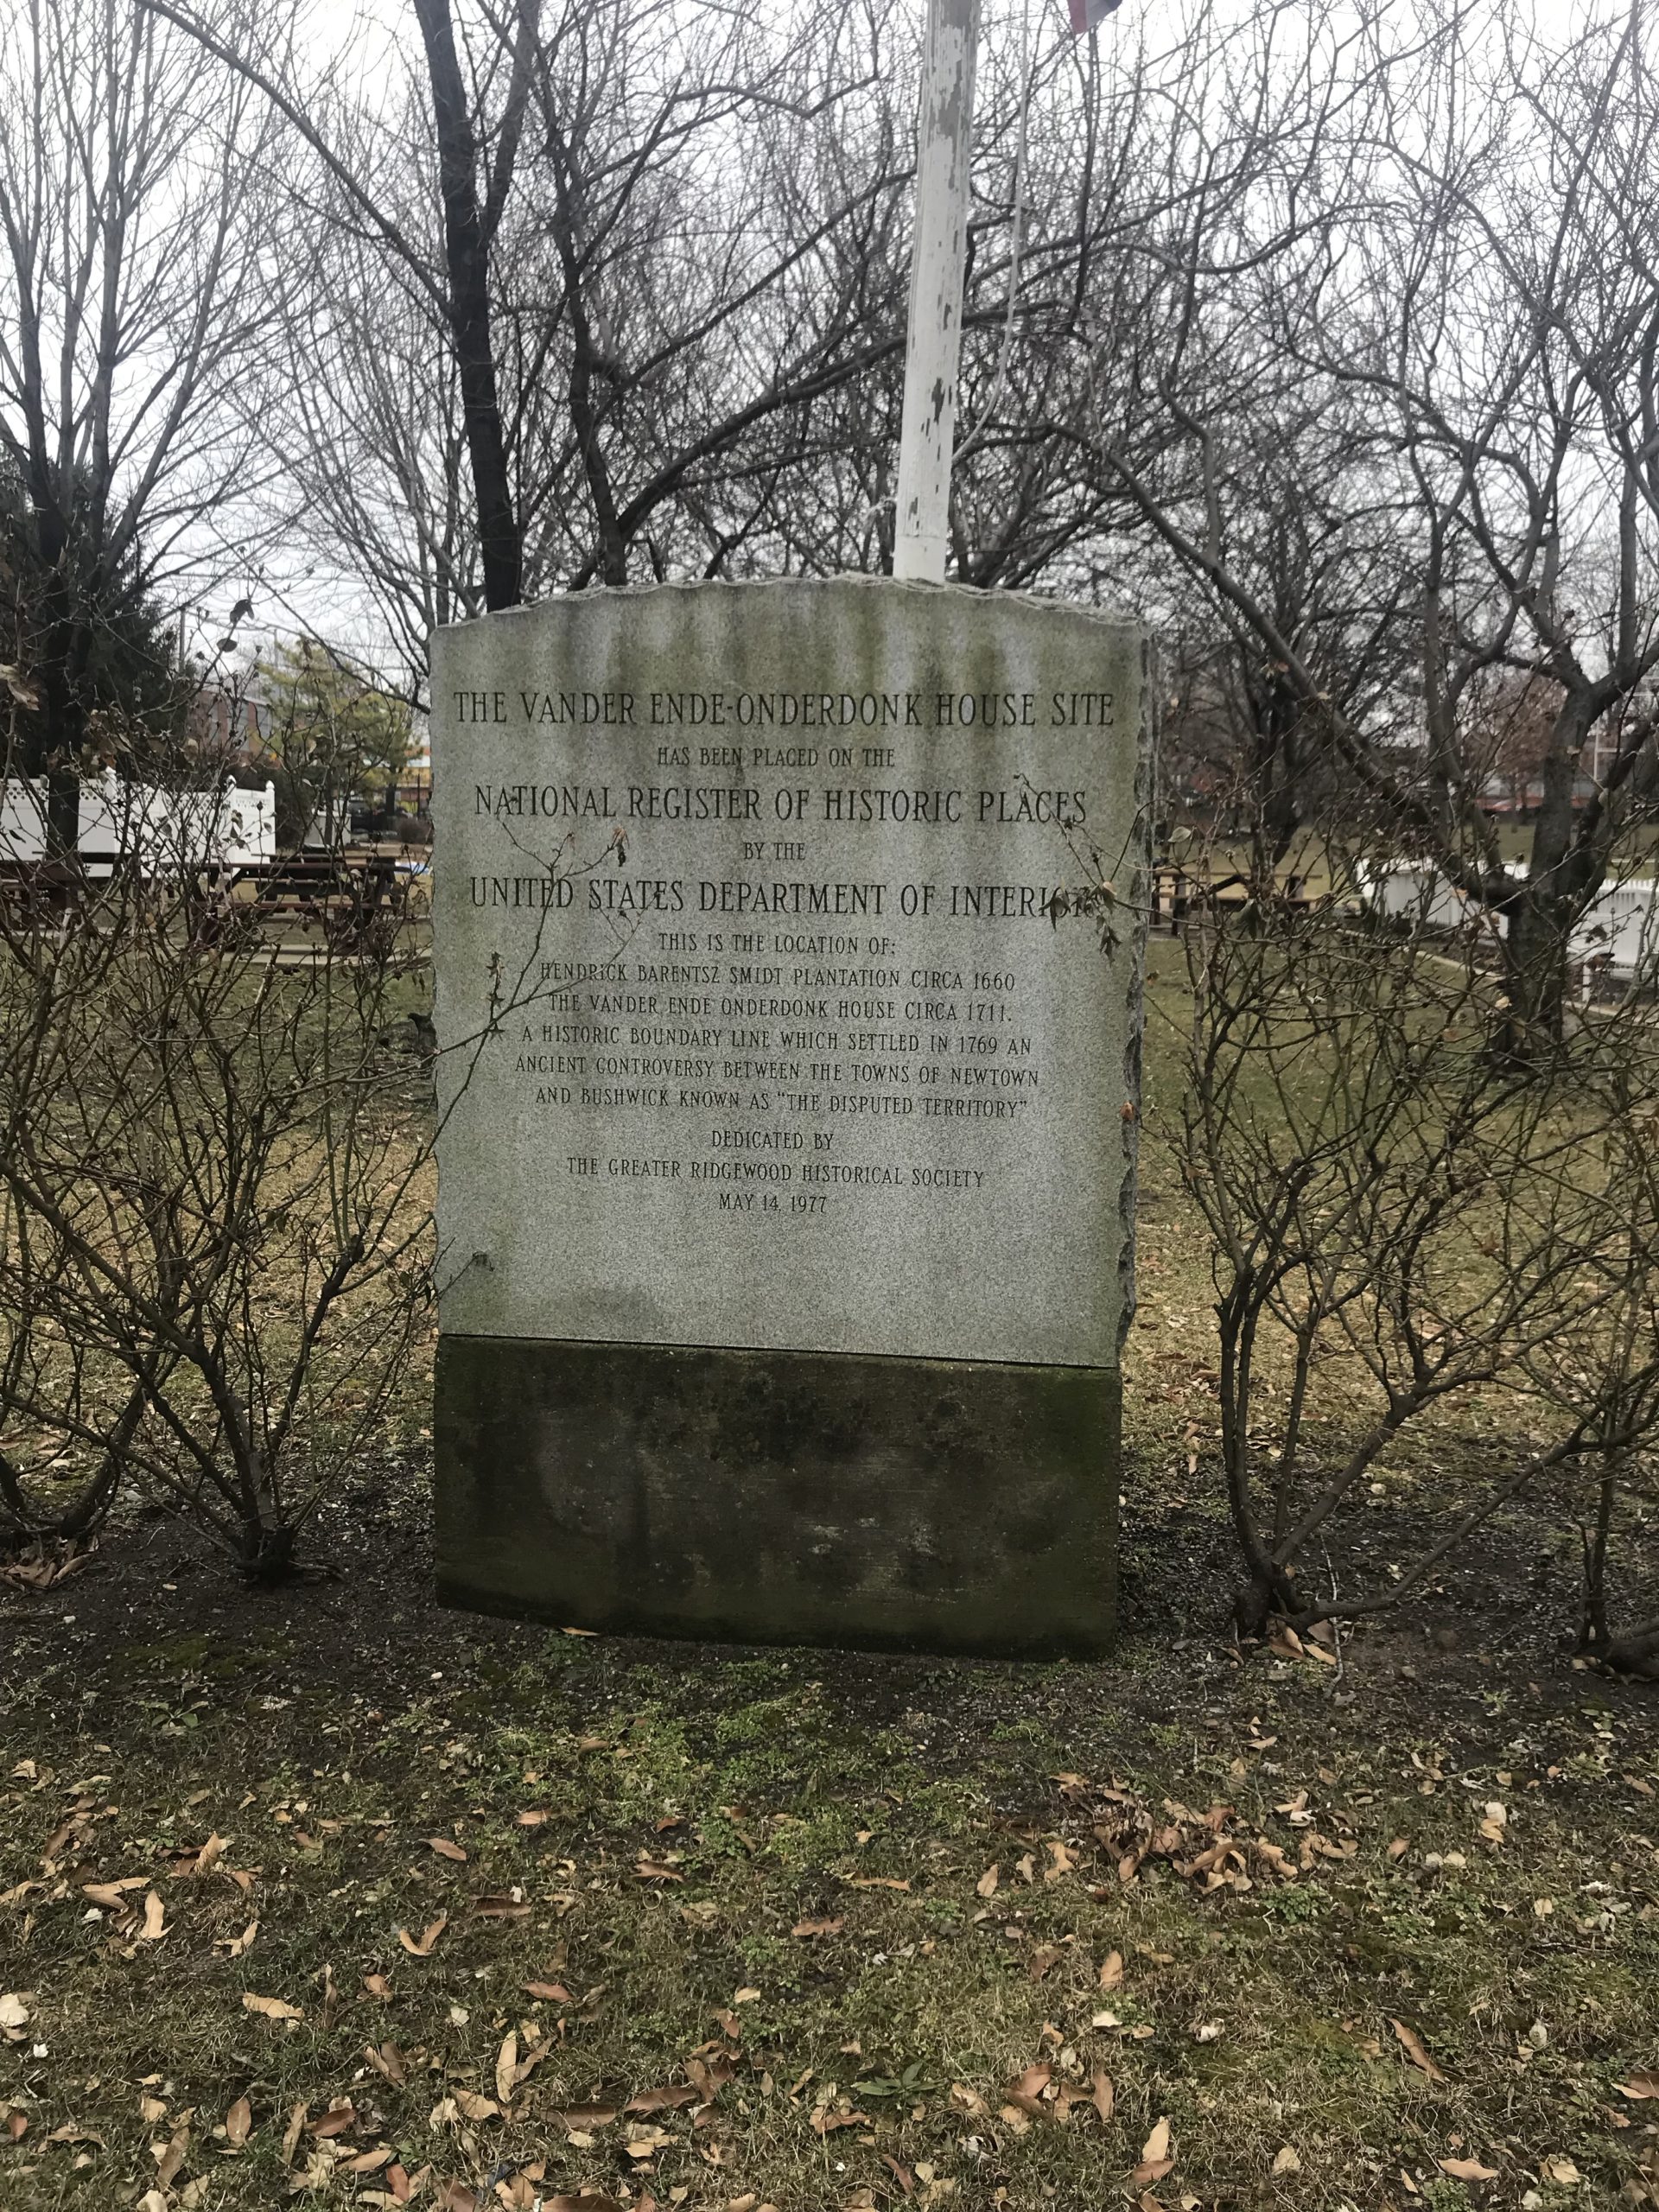 THE VANDER ENDE-ONDERDONK HOUSE SITE
HAS BEEN PLACED ON THE
NATIONAL REGISTER OF HISTORIC PLACES
BY THE
UNITED STATES DEPARTMENT OF INTERIOR
THIS IS THE LOCATION OF:
HENDRICK BARENTSZ SMIDT PLANTATION CIRCA 1660
THE VANDER ENDE ONDERDONK HOUSE CIRCA 1711.
A HISTORIC BOUNDARY LINE WHICH SETTLED IN 1769 AN
ANCIENT CONTROVERSY BETWEEN THE TOWNS OF NEWTOWN
AND BUSHWICK KNOWN AS "THE DISPUTED TERRITORY"
DEDICATED BY
THE GREATER RIDGEWOOD HISTORICAL SOCIETY
MAY 14, 1977